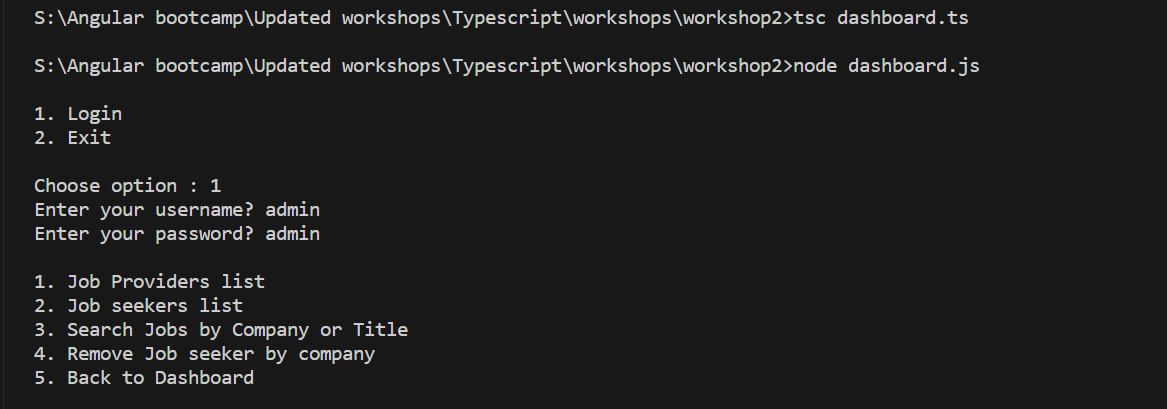 S:\Angular bootcamp\Updated workshops\Typescript\workshops\workshop2>tsc dashboard.ts
S:\Angular bootcamp\Updated workshops\Typescript\workshops\workshop2>node dashboard.js
1. Login
2. Exit
Choose option : 1
Enter your username? admin
Enter your password? admin
1. Job Providers list
2. Job seekers list
3. Search Jobs by Company or Title
4. Remove Job seeker by company
5. Back to Dashboard